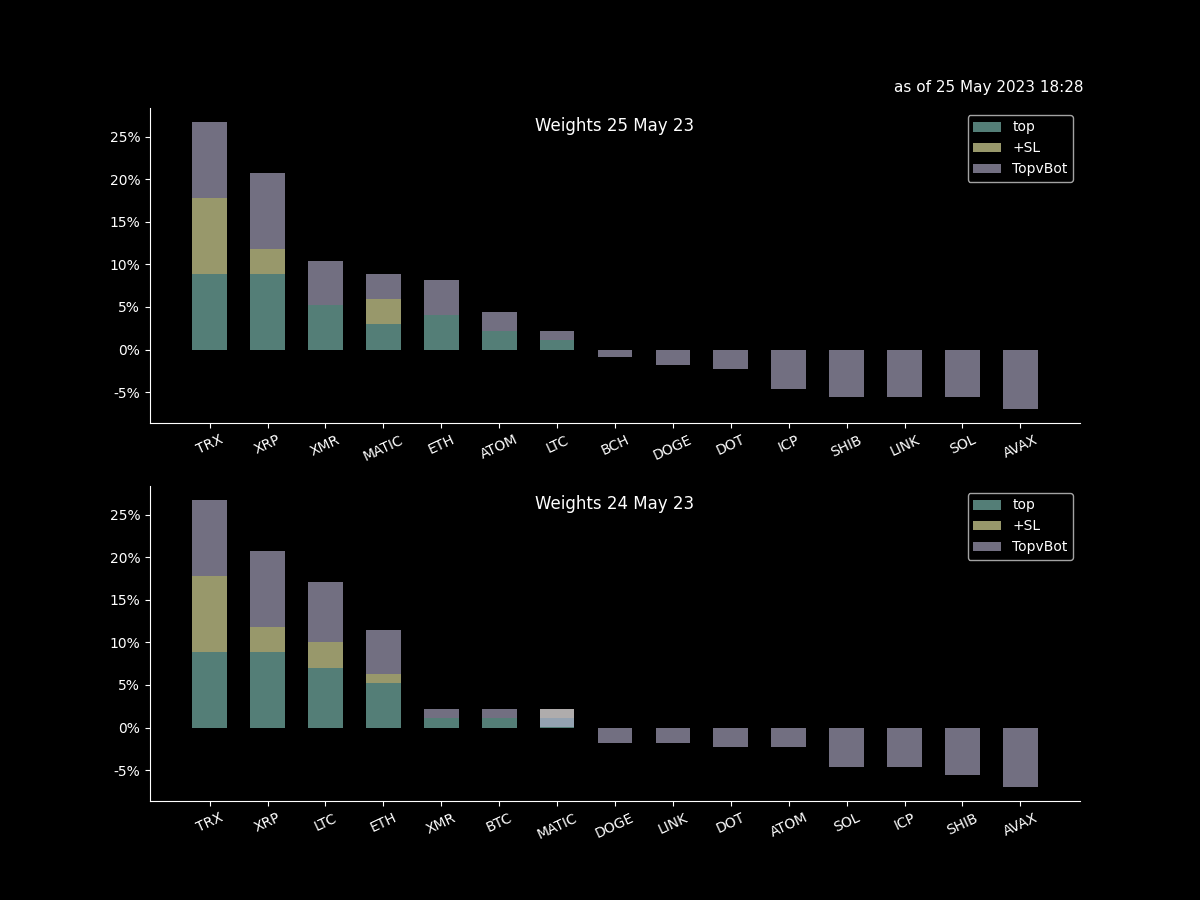 as of 25 May 2023 18:28
Weights 25 May 23
top
+SL
TopvBot
25%
20%
15%
10%
5%
0%
-5%
TRX XRP XMR MATIC ETH ATOM LTC BCH DOGE DOT ICP SHIB LINK SOL AVAX
Weights 24 May 23
top
+SL
TopvBot
25%
20%
15%
10%
5%
0%
-5%
TRX XRP LTC ETH XMR BTC MATIC DOGE LINK DOT ATOM SOL ICP SHIB AVAX